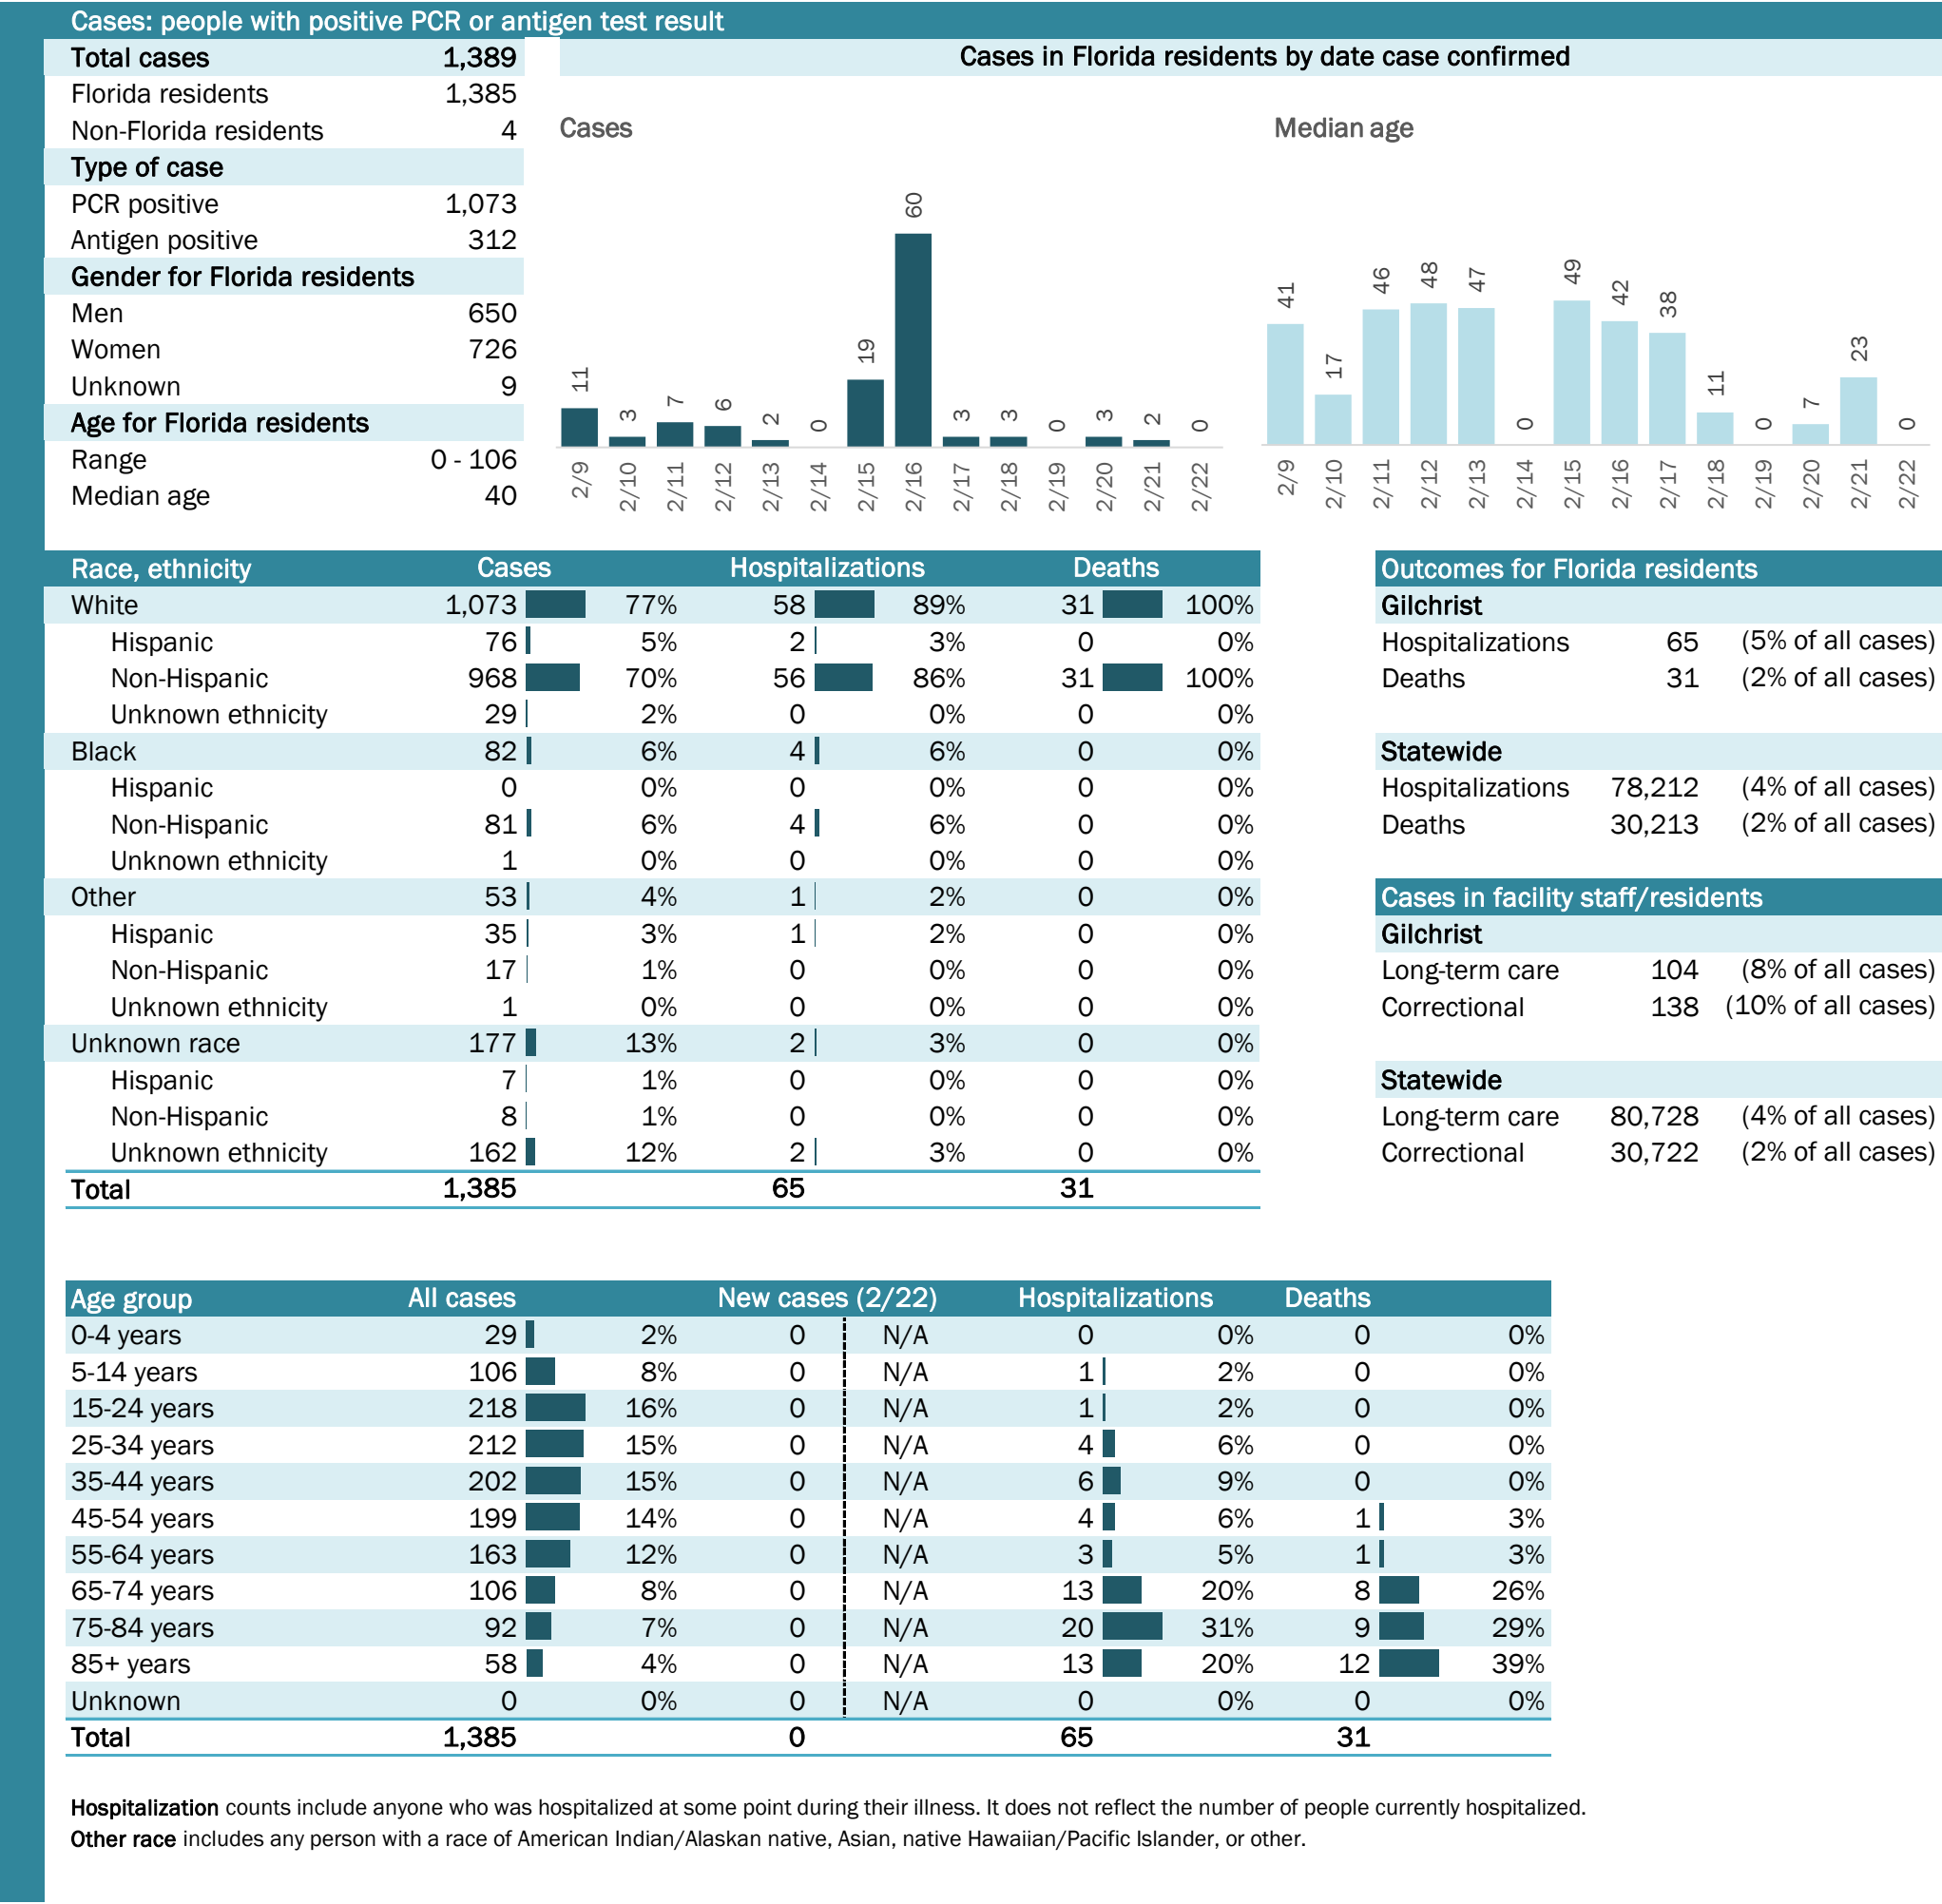 Cases: people with positive PCR or antigen test result
Total cases 1,389
Florida residents 1,385
Non-Florida residents 4
Type of case
PCR positive 1,073
Antigen positive 312
Gender for Florida residents
Men 650
Women 726
Unknown 9
Age for Florida residents
Range 0 - 106
Median age 40
Cases in Florida residents by date case confirmed
Cases
11 3 7 6 2 0 19 60 3 3 0 3 2 0
2/9 2/10 2/11 2/12 2/13 2/14 2/15 2/16 2/17 2/18 2/19 2/20 2/21 2/22
Median age
41 17 46 48 47 0 49 42 38 11 0 7 23 0
2/9 2/10 2/11 2/12 2/13 2/14 2/15 2/16 2/17 2/18 2/19 2/20 2/21 2/22
Race, ethnicity Cases Hospitalizations Deaths
White 1,073 77% 58 89% 31 100%
Hispanic 76 5% 2 3% 0 0%
Non-Hispanic 968 70% 56 86% 31 100%
Unknown ethnicity 29 2% 0 0% 0 0%
Black 82 6% 4 6% 0 0%
Hispanic 0 0% 0 0% 0 0%
Non-Hispanic 81 6% 4 6% 0 0%
Unknown ethnicity 1 0% 0 0% 0 0%
Other 53 4% 1 2% 0 0%
Hispanic 35 3% 1 2% 0 0%
Non-Hispanic 17 1% 0 0% 0 0%
Unknown ethnicity 1 0% 0 0% 0 0%
Unknown race 177 13% 2 3% 0 0%
Hispanic 7 1% 0 0% 0 0%
Non-Hispanic 8 1% 0 0% 0 0%
Unknown ethnicity 162 12% 2 3% 0 0%
Total 1,385 65 31
Outcomes for Florida residents
Gilchrist
Hospitalizations 65 (5% of all cases)
Deaths 31 (2% of all cases)
Statewide
Hospitalizations 78,212 (4% of all cases)
Deaths 30,213 (2% of all cases)
Cases in facility staff/residents
Gilchrist
Long-term care 104 (8% of all cases)
Correctional 138 (10% of all cases)
Statewide
Long-term care 80,728 (4% of all cases)
Correctional 30,722 (2% of all cases)
Age group All cases New cases (2/22) Hospitalizations Deaths
0-4 years 29 2% 0 N/A 0 0% 0 0%
5-14 years 106 8% 0 N/A 1 2% 0 0%
15-24 years 218 16% 0 N/A 1 2% 0 0%
25-34 years 212 15% 0 N/A 4 6% 0 0%
35-44 years 202 15% 0 N/A 6 9% 0 0%
45-54 years 199 14% 0 N/A 4 6% 1 3%
55-64 years 163 12% 0 N/A 3 5% 1 3%
65-74 years 106 8% 0 N/A 13 20% 8 26%
75-84 years 92 7% 0 N/A 20 31% 9 29%
85+ years 58 4% 0 N/A 13 20% 12 39%
Unknown 0 0% 0 N/A 0 0% 0 0%
Total 1,385 0 65 31
Hospitalization counts include anyone who was hospitalized at some point during their illness. It does not reflect the number of people currently hospitalized.
Other race includes any person with a race of American Indian/Alaskan native, Asian, native Hawaiian/Pacific Islander, or other.